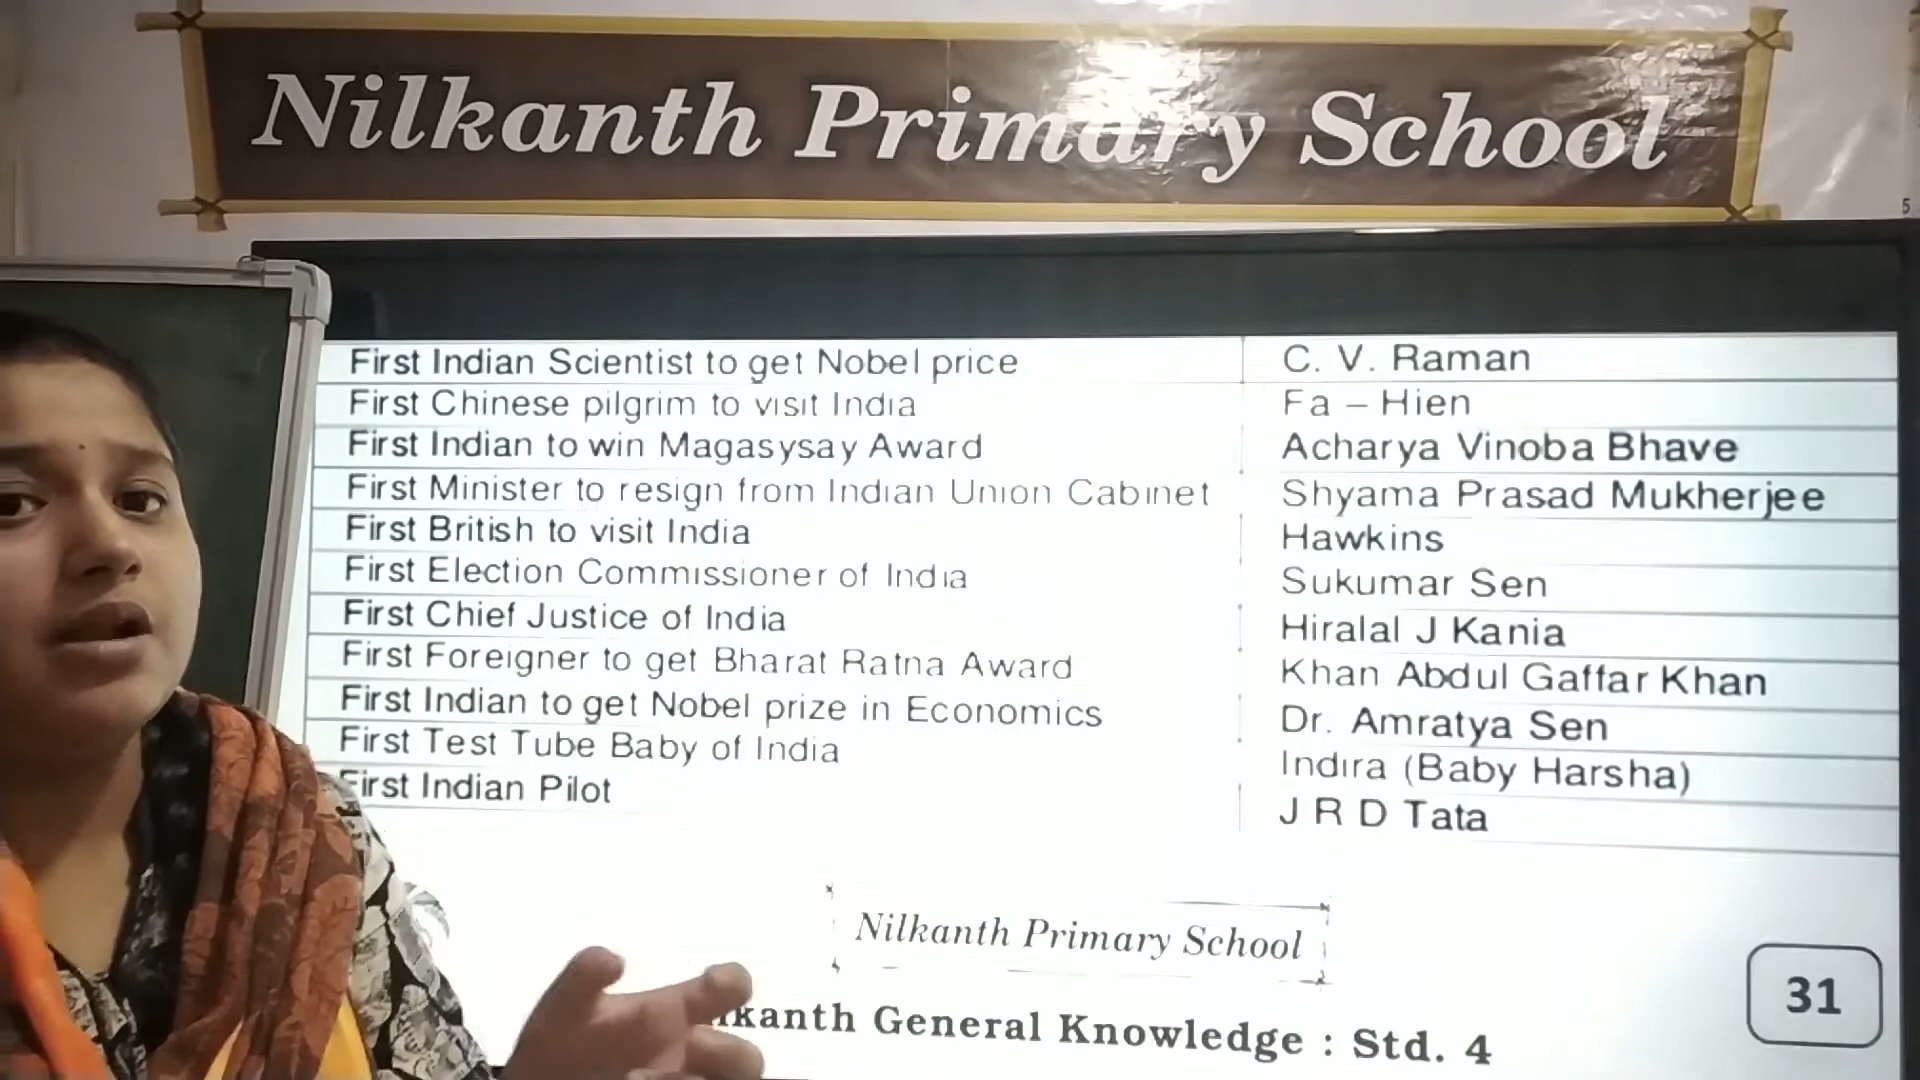 Nilkanth Primary School
5
First Indian Scientist to get Nobel price C. V. Raman
First Chinese pilgrim to visit India Fa – Hien
First Indian to win Magasysay Award Acharya Vinoba Bhave
First Minister to resign from Indian Union Cabinet Shyama Prasad Mukherjee
First British to visit India Hawkins
First Election Commissioner of India Sukumar Sen
First Chief Justice of India Hiralal J Kania
First Foreigner to get Bharat Ratna Award Khan Abdul Gaffar Khan
First Indian to get Nobel prize in Economics Dr. Amratya Sen
First Test Tube Baby of India Indira (Baby Harsha)
First Indian Pilot J R D Tata
Nilkanth Primary School
31
General Knowledge : Std. 4